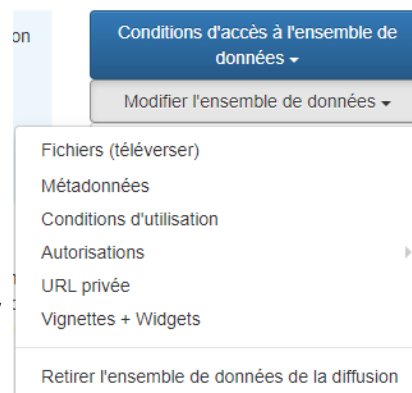 on
Conditions d'accès à l'ensemble de
données
Modifier l'ensemble de données
Fichiers (téléverser)
Métadonnées
Conditions d'utilisation
Autorisations
URL privée
Vignettes + Widgets
Retirer l'ensemble de données de la diffusion